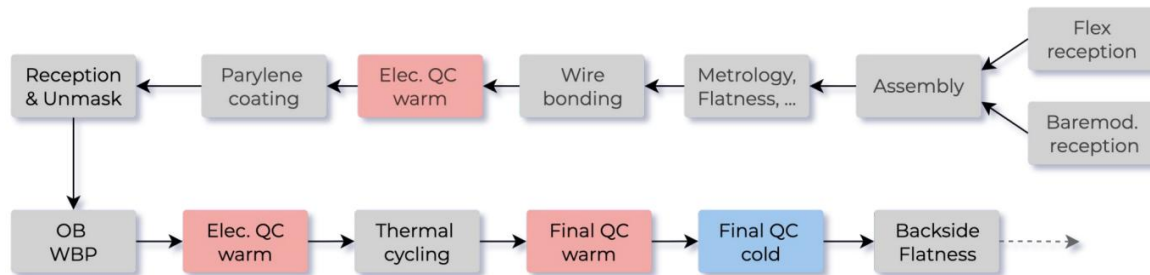 Flex
reception
Reception
& Unmask
Parylene
coating
Elec. QC
warm
Wire
bonding
Metrology,
Flatness, ...
Assembly
Baremod.
reception
OB
WBP
Elec. QC
warm
Thermal
cycling
Final QC
warm
Final QC
cold
Backside
Flatness